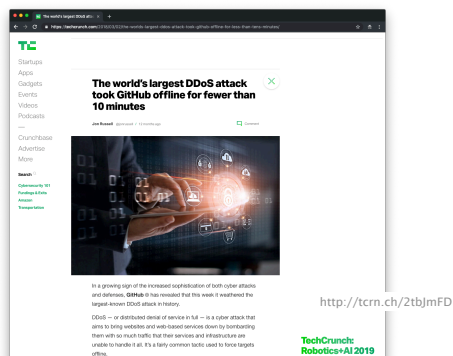 The world's largest DDoS atta
https://techcrunch.com/2018/03/02/the-worlds-largest-ddos-attack-took-github-offline-for-less-than-tens-minutes/
TC
Startups
Apps
Gadgets
Events
Videos
Podcasts
—
Crunchbase
Advertise
More
Search
Cybersecurity 101
Fundings & Exits
Amazon
Transportation
The world's largest DDoS attack
took GitHub offline for fewer than
10 minutes
Jon Russell @jonrussell / 12 months ago
Comment
In a growing sign of the increased sophistication of both cyber attacks
and defenses, GitHub has revealed that this week it weathered the
largest-known DDoS attack in history.
DDoS — or distributed denial of service in full — is a cyber attack that
aims to bring websites and web-based services down by bombarding
them with so much traffic that their services and infrastructure are
unable to handle it all. It's a fairly common tactic used to force targets
offline.
http://tcrn.ch/2tbJmFD
TechCrunch:
Robotics+AI 2019